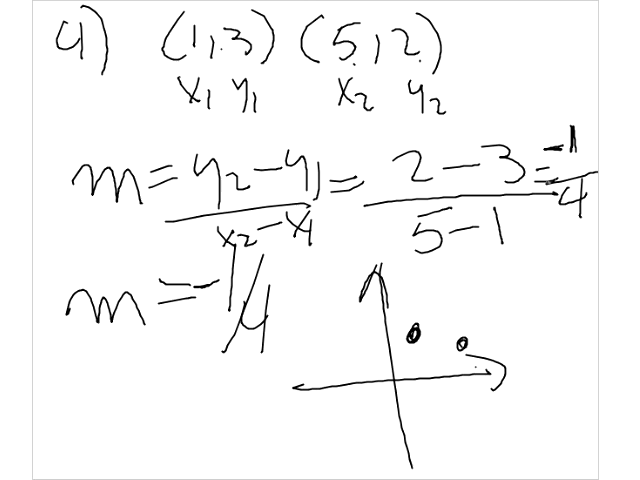 4) (1,3) (5,2)
x1 y1 x2 y2
m = y2-y1/x2-x1 = 2-3/5-1 = -1/4
m = -1/4